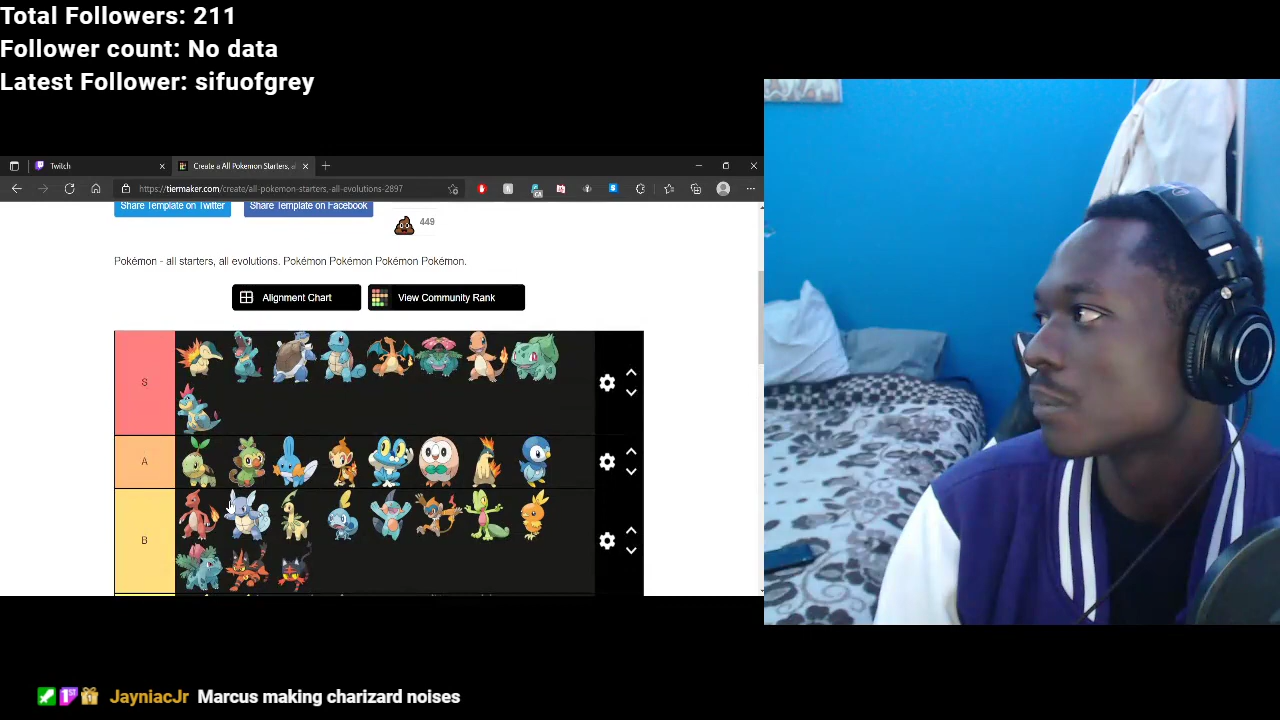 Total Followers: 211
Follower count: No data
Latest Follower: sifuofgrey
Twitch
Create a All Pokemon Starters, al
https://tiermaker.com/create/all-pokemon-starters,-all-evolutions-2897
Share Template on Twitter
Share Template on Facebook
449
Pokémon - all starters, all evolutions. Pokémon Pokémon Pokémon Pokémon.
Alignment Chart
View Community Rank
S
A
B
JayniacJr Marcus making charizard noises